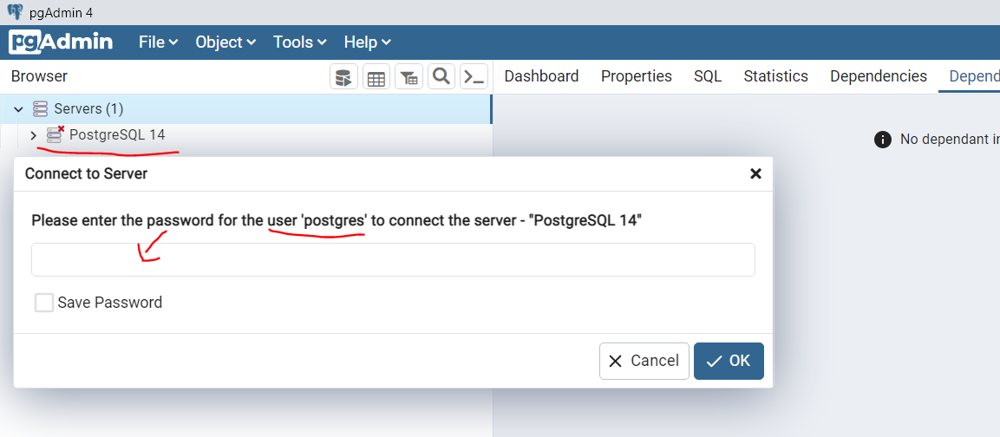 pgAdmin 4
pgAdmin File Object Tools Help
Browser Dashboard Properties SQL Statistics Dependencies Depend
Servers (1)
PostgreSQL 14
No dependant in
Connect to Server
Please enter the password for the user 'postgres' to connect the server - "PostgreSQL 14"
Save Password
Cancel OK